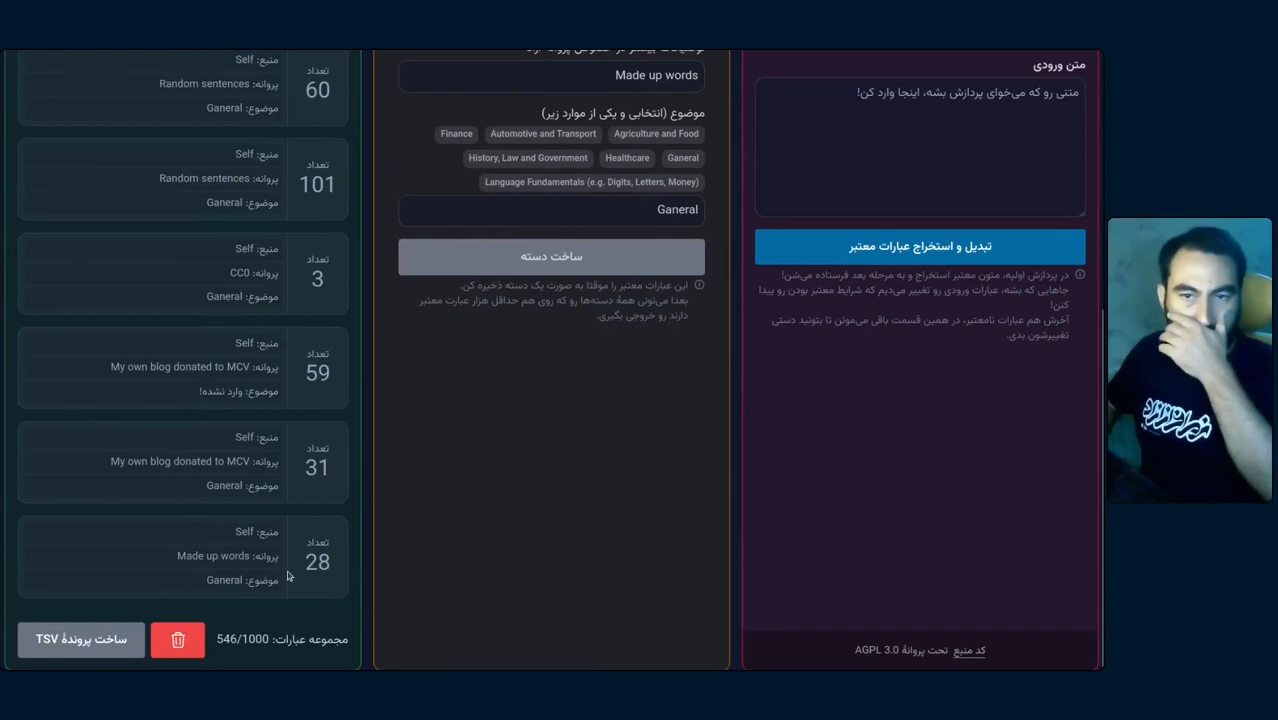 متن ورودی
متنی رو که می‌خوای پردازش بشه، اینجا وارد کن!
تبدیل و استخراج عبارات معتبر
در پردازش اولیه، متون معتبر استخراج و به مرحله بعد فرستاده می‌شن!
جاهایی که بشه، عبارات ورودی رو تغییر می‌دیم که شرایط معتبر بودن رو پیدا
کنن!
آخرش هم عبارات نامعتبر، در همین قسمت باقی می‌مونن تا بتونید دستی
تغییرشون بدی.
کد منبع تحت پروانهٔ AGPL 3.0
Made up words
موضوع (انتخابی و یکی از موارد زیر)
Finance
Automotive and Transport
Agriculture and Food
History, Law and Government
Healthcare
Ganeral
Language Fundamentals (e.g. Digits, Letters, Money)
Ganeral
ساخت دسته
این عبارات معتبر را موقتا به صورت یک دسته ذخیره کن.
بعدا می‌تونی همهٔ دسته‌ها رو که روی هم حداقل هزار عبارت معتبر
دارند رو خروجی بگیری.
تعداد
60
منبع: Self
پروانه: Random sentences
موضوع: Ganeral
تعداد
101
منبع: Self
پروانه: Random sentences
موضوع: Ganeral
تعداد
3
منبع: Self
پروانه: CC0
موضوع: Ganeral
تعداد
59
منبع: Self
پروانه: My own blog donated to MCV
موضوع: وارد نشده!
تعداد
31
منبع: Self
پروانه: My own blog donated to MCV
موضوع: Ganeral
تعداد
28
منبع: Self
پروانه: Made up words
موضوع: Ganeral
مجموعه عبارات: 546/1000
ساخت پروندهٔ TSV